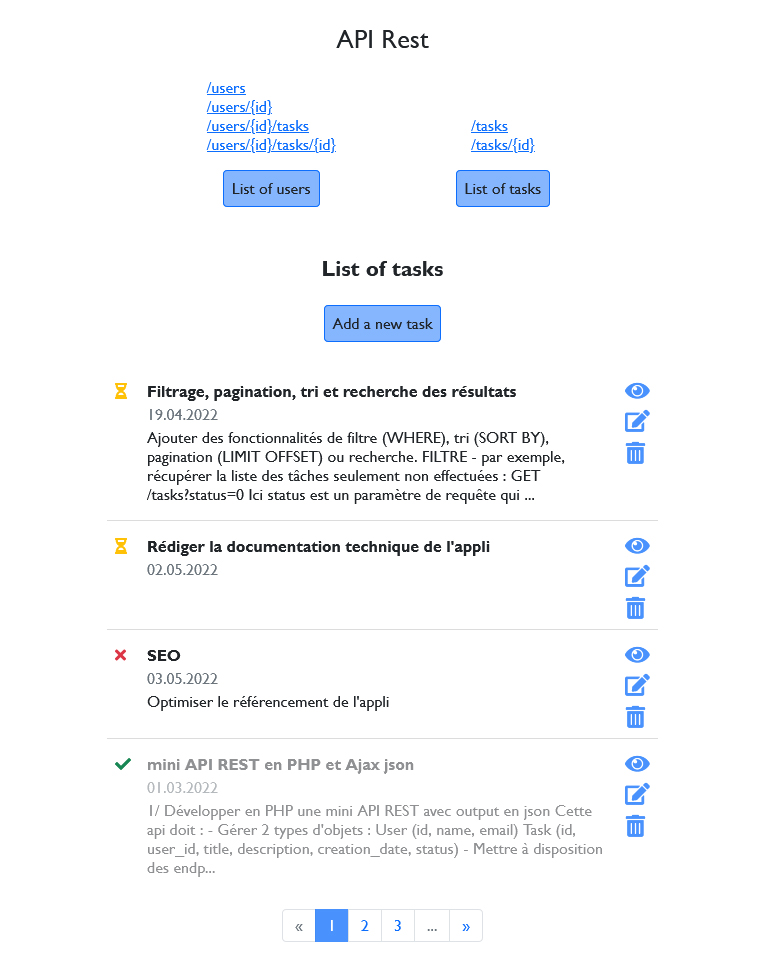 API Rest
/users
/users/{id}
/users/{id}/tasks
/users/{id}/tasks/{id}
/tasks
/tasks/{id}
List of users
List of tasks
List of tasks
Add a new task
Filtrage, pagination, tri et recherche des résultats
19.04.2022
Ajouter des fonctionnalités de filtre (WHERE), tri (SORT BY),
pagination (LIMIT OFFSET) ou recherche. FILTRE - par exemple,
récupérer la liste des tâches seulement non effectuées : GET
/tasks?status=0 Ici status est un paramètre de requête qui ...
Rédiger la documentation technique de l'appli
02.05.2022
SEO
03.05.2022
Optimiser le référencement de l'appli
mini API REST en PHP et Ajax json
01.03.2022
1/ Développer en PHP une mini API REST avec output en json Cette
api doit : - Gérer 2 types d'objets : User (id, name, email) Task (id,
user_id, title, description, creation_date, status) - Mettre à disposition
des endp...
« 1 2 3 ... »